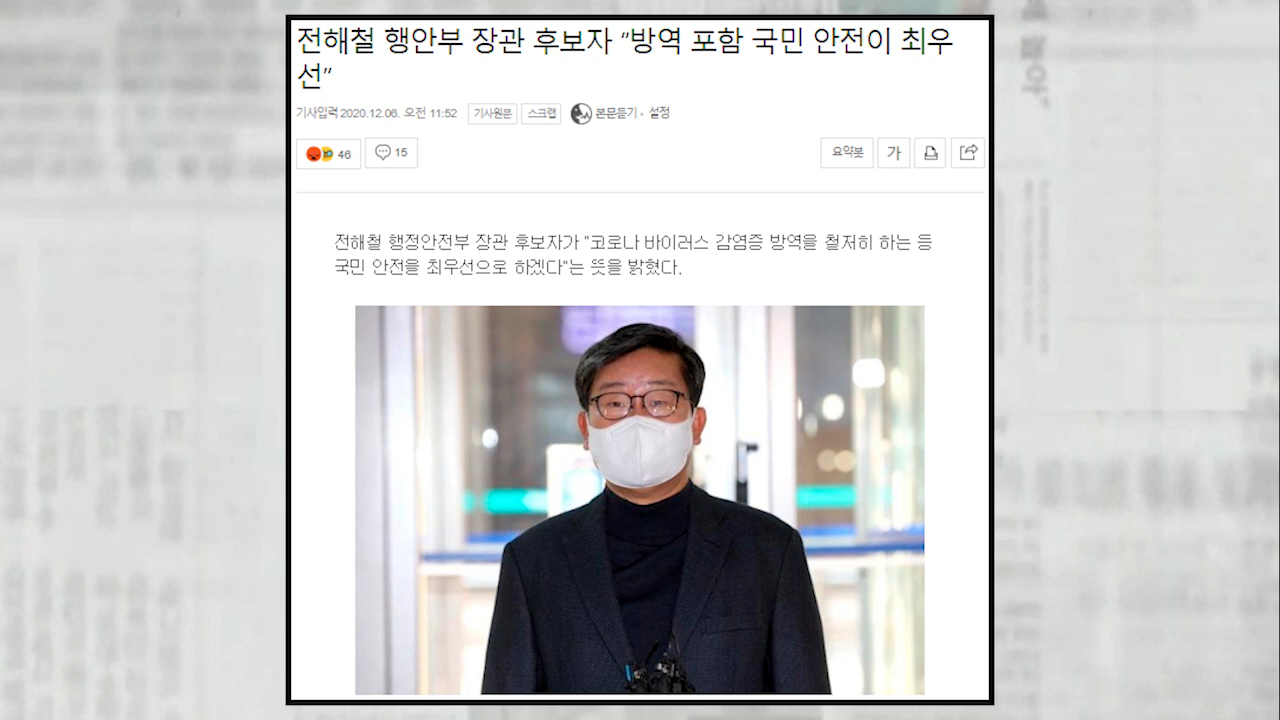 전해철 행안부 장관 후보자 “방역 포함 국민 안전이 최우
선”
기사입력 2020.12.06. 오전 11:52 기사원문 스크랩 본문듣기 · 설정
46 15 요약봇 가
전해철 행정안전부 장관 후보자가 "코로나 바이러스 감염증 방역을 철저히 하는 등
국민 안전을 최우선으로 하겠다"는 뜻을 밝혔다.